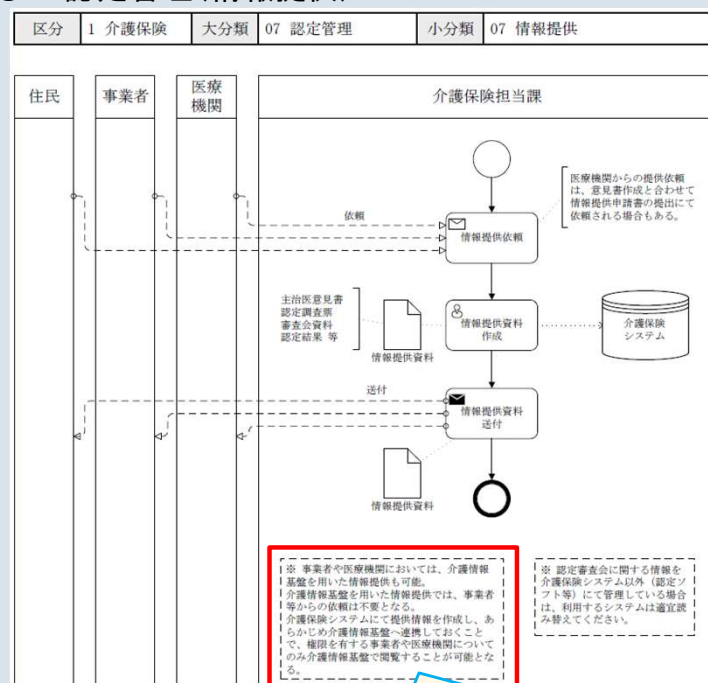 区分 1 介護保険 大分類 07 認定管理 小分類 07 情報提供
住民 事業者 医療機関 介護保険担当課
医療機関からの提供依頼
は、意見書作成と合わせて
情報提供申請書の提出にて
依頼される場合もある。
依頼
情報提供依頼
主治医意見書
認定調査票
審査会資料
認定結果 等
情報提供資料
情報提供資料
作成
介護保険
システム
送付
情報提供資料
送付
情報提供資料
※ 事業者や医療機関においては、介護情報
基盤を用いた情報提供も可能。
介護情報基盤を用いた情報提供では、事業者
等からの依頼は不要となる。
介護保険システムにて提供情報を作成し、あ
らかじめ介護情報基盤へ連携しておくこと
で、権限を有する事業者や医療機関について
のみ介護情報基盤で閲覧することが可能とな
る。
※ 認定審査会に関する情報を
介護保険システム以外（認定ソ
フト等）にて管理している場合
は、利用するシステムは適宜読
み替えてください。